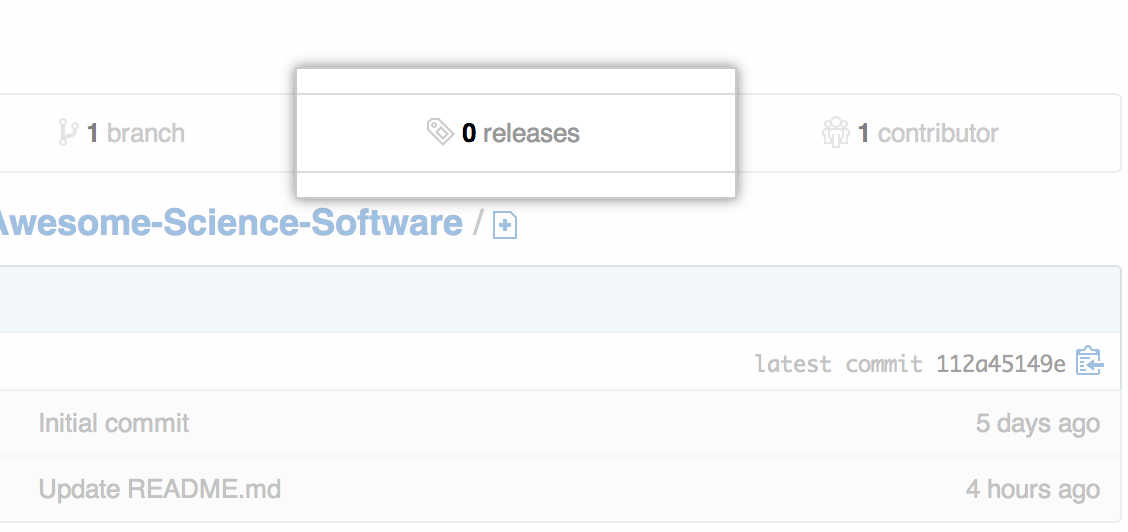 1 branch
0 releases
1 contributor
Awesome-Science-Software /
latest commit 112a45149e
Initial commit
5 days ago
Update README.md
4 hours ago